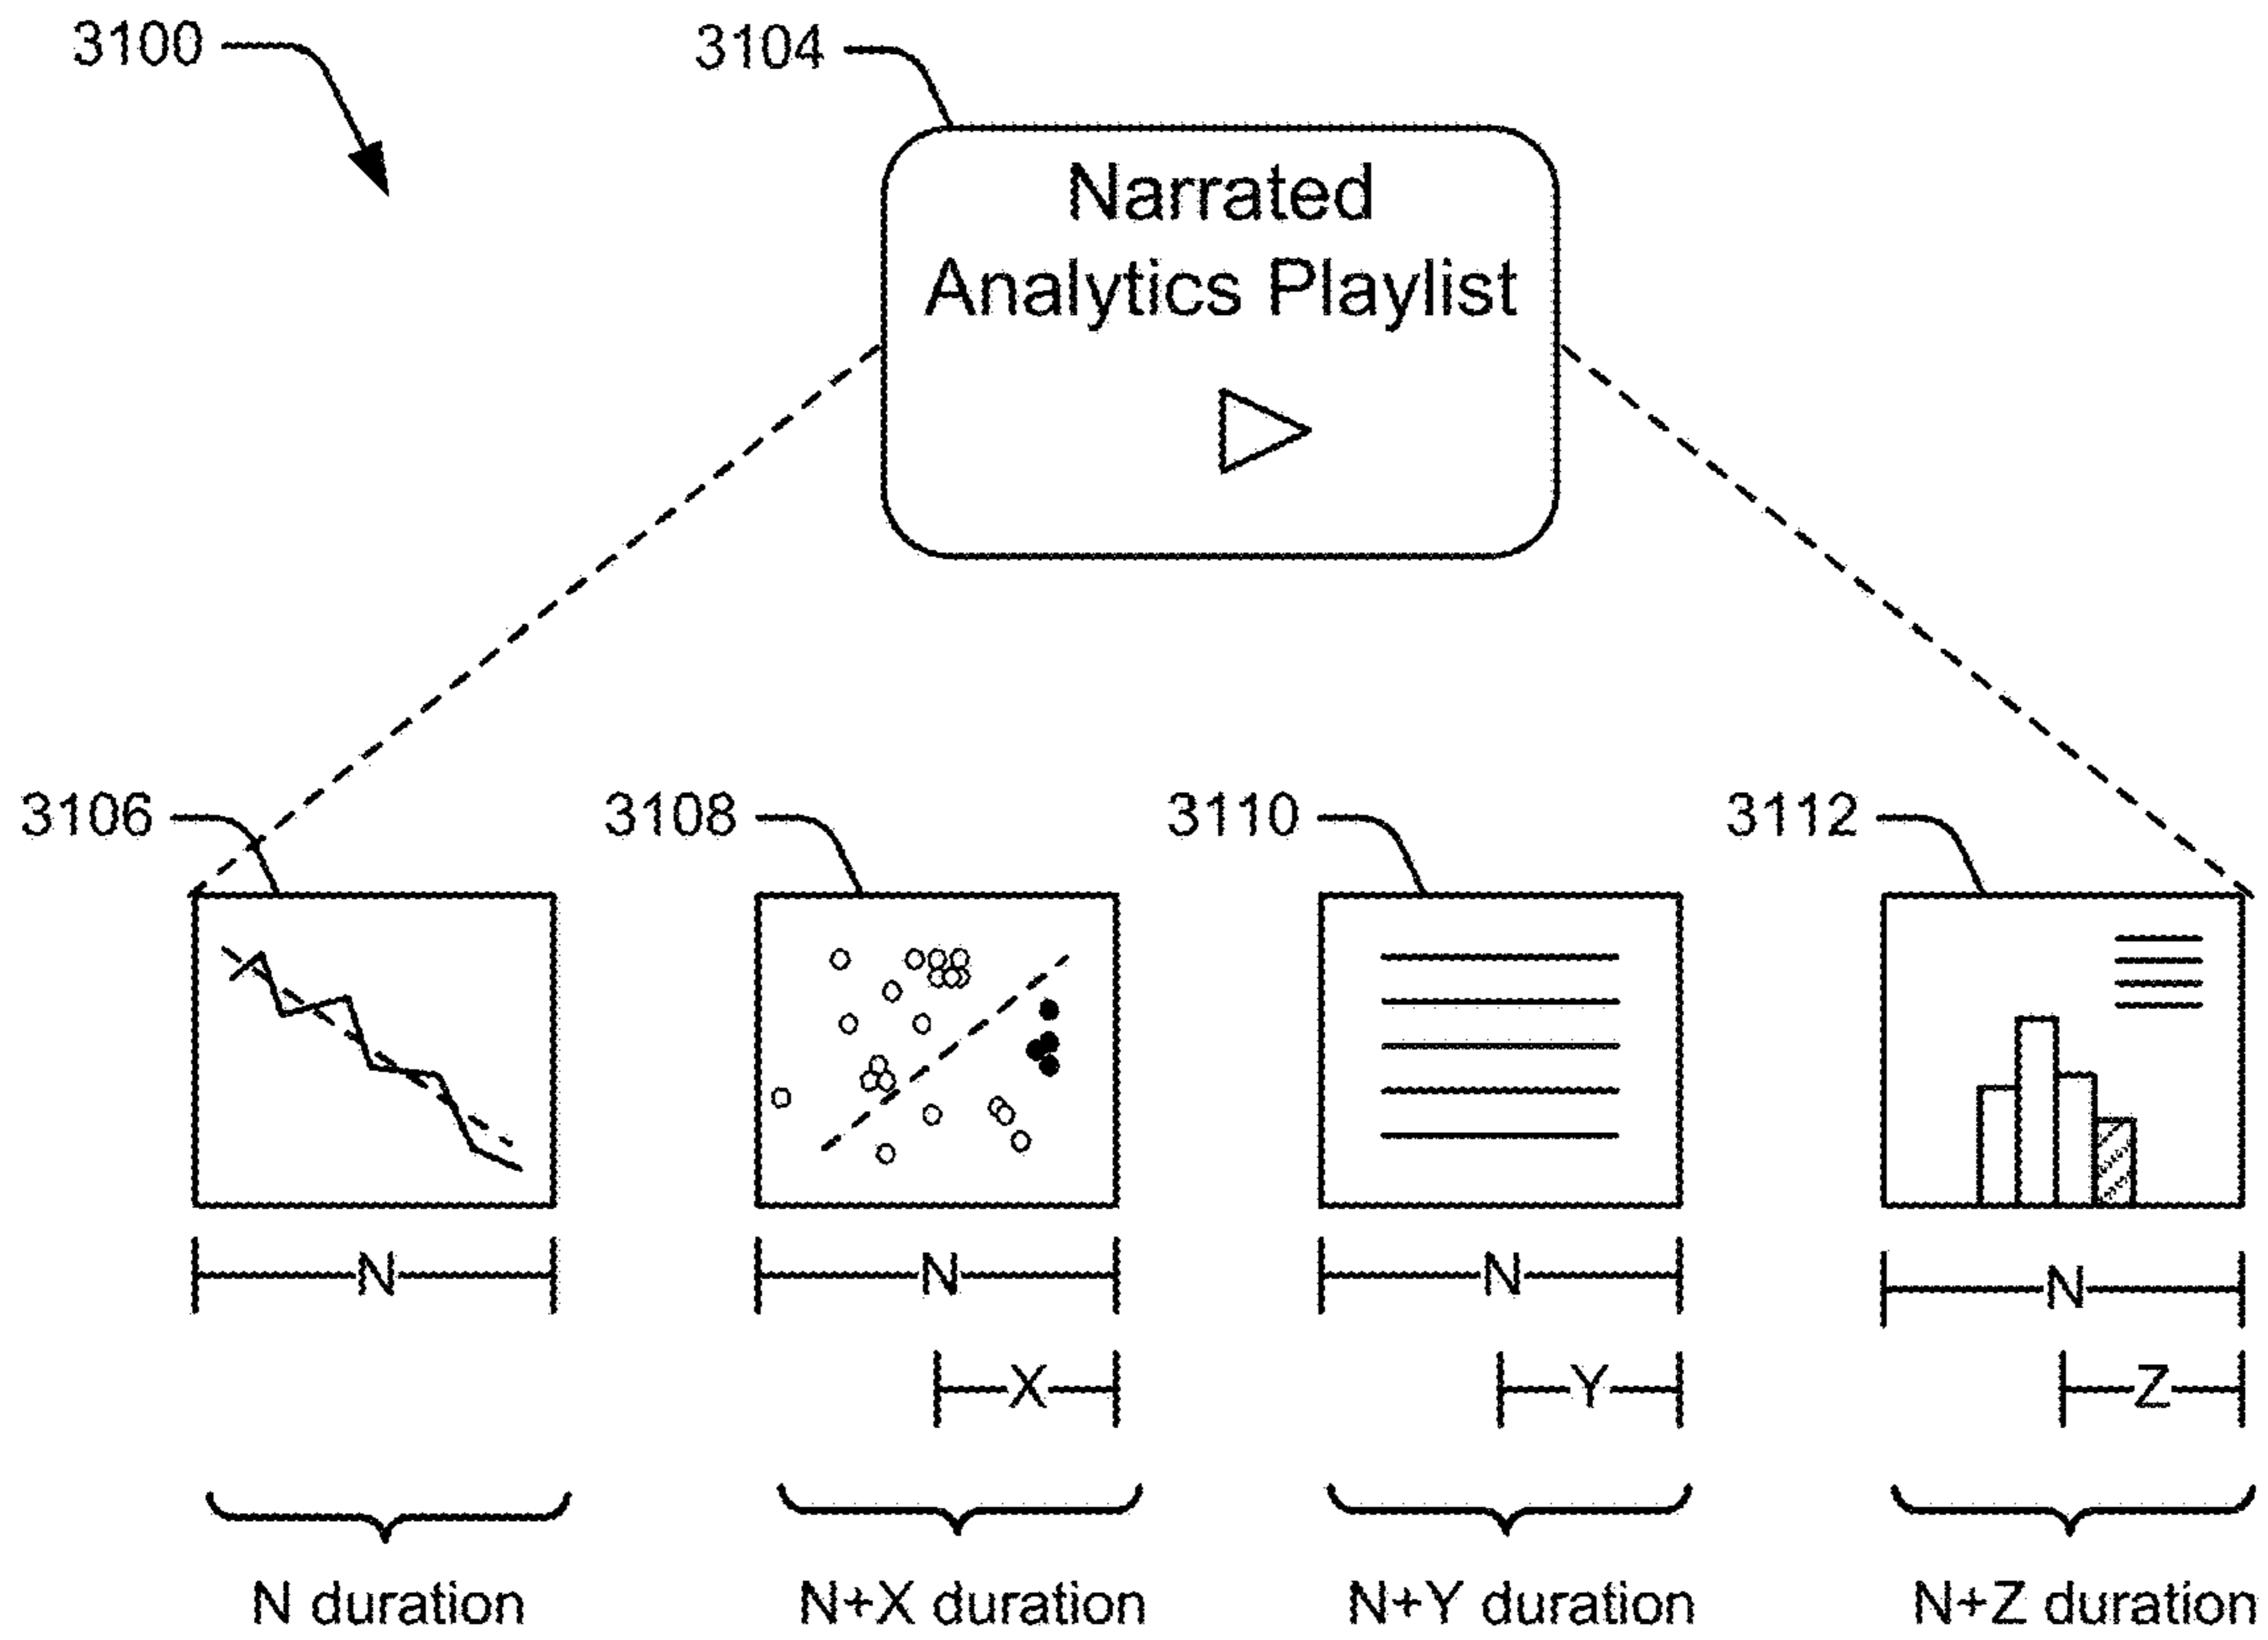 3100
3104
Narrated
Analytics Playlist
3106
3108
3110
3112
N
N
N
N
X
Y
Z
N duration
N+X duration
N+Y duration
N+Z duration